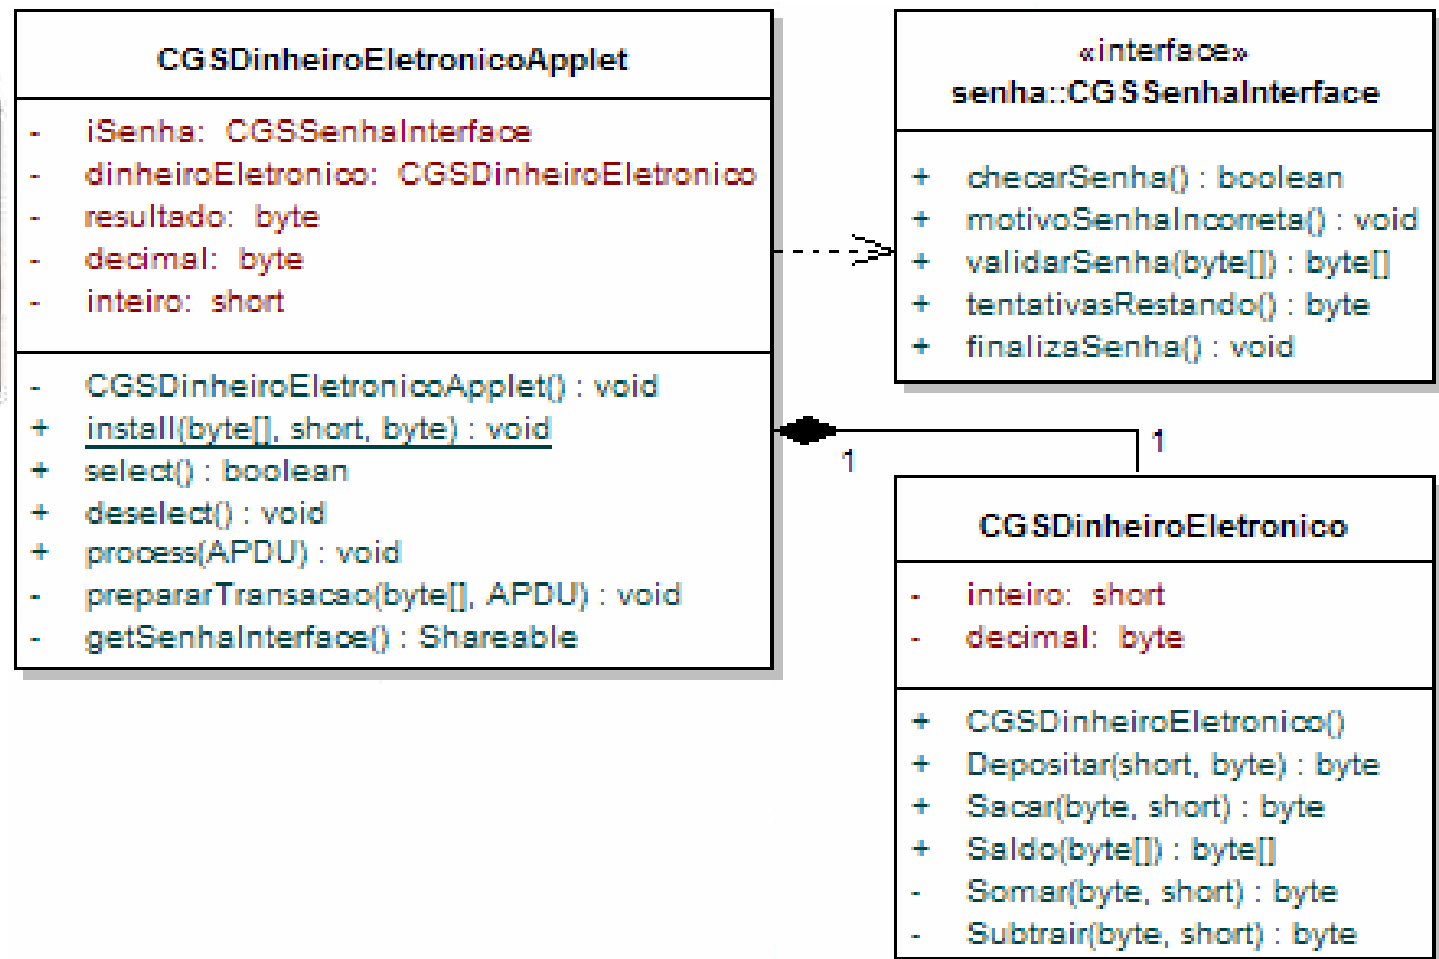 CGSDinheiroEletronicoApplet
- iSenha: CGSSenhaInterface
- dinheiroEletronico: CGSDinheiroEletronico
- resultado: byte
- decimal: byte
- inteiro: short
- CGSDinheiroEletronicoApplet() : void
+ install(byte[], short, byte) : void
+ select() : boolean
+ deselect() : void
+ process(APDU) : void
- prepararTransacao(byte[], APDU) : void
- getSenhaInterface() : Shareable
«interface»
senha::CGSSenhaInterface
+ checarSenha() : boolean
+ motivoSenhaIncorreta() : void
+ validarSenha(byte[]) : byte[]
+ tentativasRestando() : byte
+ finalizaSenha() : void
1
1
CGSDinheiroEletronico
- inteiro: short
- decimal: byte
+ CGSDinheiroEletronico()
+ Depositar(short, byte) : byte
+ Sacar(byte, short) : byte
+ Saldo(byte[]) : byte[]
- Somar(byte, short) : byte
- Subtrair(byte, short) : byte